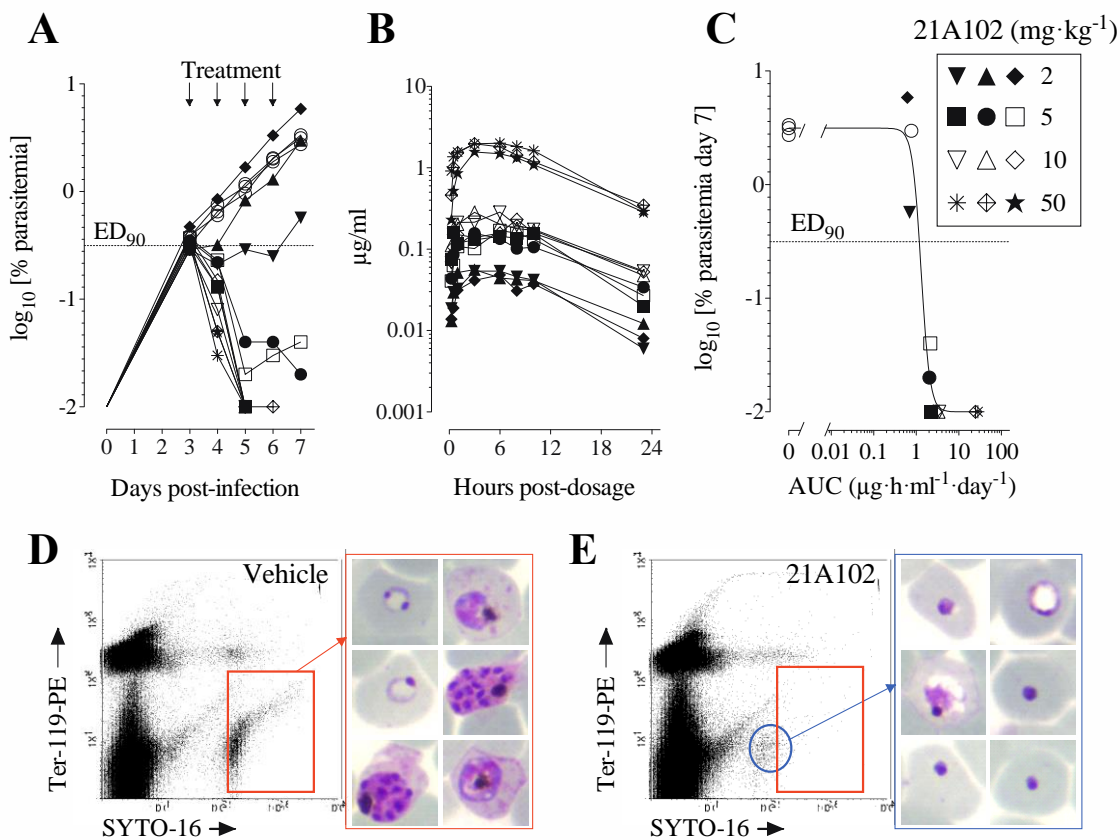 A
Treatment
1
0
-1
-2
ED90
log10 [% parasitemia]
0 1 2 3 4 5 6 7
Days post-infection
B
10
1
0.1
0.01
0.001
µg/ml
0 6 12 18 24
Hours post-dosage
C
21A102 (mg·kg-1)
2
5
10
50
1
0
-1
-2
ED90
log10 [% parasitemia day 7]
0 0.01 0.1 1 10 100
AUC (µg·h·ml-1·day-1)
D
Vehicle
Ter-119-PE
SYTO-16
E
21A102
Ter-119-PE
SYTO-16